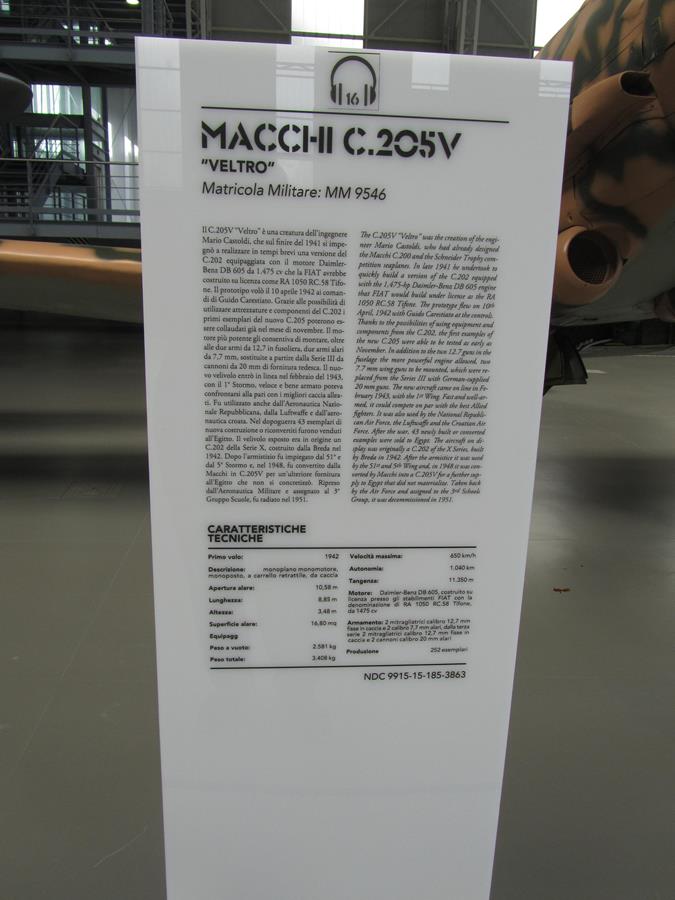 16
MACCHI C.205V
"VELTRO"
Matricola Militare: MM 9546
Il C.205V "Veltro" è una creatura dell'ingegnere
Mario Castoldi, che sul finire del 1941 si impe-
gnò a realizzare in tempi brevi una versione del
C.202 equipaggiata con il motore Daimler-
Benz DB 605 da 1.475 cv che la FIAT avrebbe
costruito su licenza come RA 1050 RC.58 Tifo-
ne. Il prototipo volò il 10 aprile 1942 ai coman-
di di Guido Carestiato. Grazie alle possibilità di
utilizzare attrezzature e componenti del C.202 i
primi esemplari del nuovo C.205 poterono es-
sere collaudati già nel mese di novembre. Il mo-
tore più potente gli consentiva di montare, oltre
alle due armi da 12,7 in fusoliera, due armi alari
da 7,7 mm, sostituite a partire dalla Serie III da
cannoni da 20 mm di fornitura tedesca. Il nuo-
vo velivolo entrò in linea nel febbraio del 1943,
con il 1° Stormo, veloce e bene armato poteva
confrontarsi alla pari con i migliori caccia allea-
ti. Fu utilizzato anche dall'Aeronautica Nazio-
nale Repubblicana, dalla Luftwaffe e dall'aero-
nautica croata. Nel dopoguerra 43 esemplari di
nuova costruzione o riconvertiti furono venduti
all'Egitto. Il velivolo esposto era in origine un
C.202 della Serie X, costruito dalla Breda nel
1942. Dopo l'armistizio fu impiegato dal 51° e
dal 5° Stormo e, nel 1948, fu convertito dalla
Macchi in C.205V per un'ulteriore fornitura
all'Egitto che non si concretizzò. Ripreso
dall'Aeronautica Militare e assegnato al 3°
Gruppo Scuole, fu radiato nel 1951.
The C.205V "Veltro" was the creation of the engi-
neer Mario Castoldi, who had already designed
the Macchi C.200 and the Schneider Trophy com-
petition seaplanes. In late 1941 he undertook to
quickly build a version of the C.202 equipped
with the 1,475-hp Daimler-Benz DB 605 engine
that FIAT would build under license as the RA
1050 RC.58 Tifone. The prototype flew on 10th
April, 1942 with Guido Carestiato at the controls.
Thanks to the possibilities of using equipment and
components from the C.202, the first examples of
the new C.205 were able to be tested as early as
November. In addition to the two 12.7 guns in the
fuselage the more powerful engine allowed, two
7.7 mm wing guns to be mounted, which were re-
placed from the Series III with German-supplied
20 mm guns. The new aircraft came on line in Fe-
bruary 1943, with the 1st Wing. Fast and well-ar-
med, it could compete on par with the best Allied
fighters. It was also used by the National Republi-
can Air Force, the Luftwaffe and the Croatian Air
Force. After the war, 43 newly built or converted
examples were sold to Egypt. The aircraft on di-
splay was originally a C.202 of the X Series, built
by Breda in 1942. After the armistice it was used
by the 51st and 5th Wing and, in 1948 it was con-
verted by Macchi into a C.205V for a further sup-
ply to Egypt that did not materialize. Taken back
by the Air Force and assigned to the 3rd Schools
Group, it was decommissioned in 1951.
CARATTERISTICHE
TECNICHE
Primo volo: 1942
Descrizione: monoplano monomotore,
monoposto, a carrello retrattile, da caccia
Apertura alare: 10,58 m
Lunghezza: 8,85 m
Altezza: 3,48 m
Superficie alare: 16,80 mq
Equipagg
Peso a vuoto: 2.581 kg
Peso totale: 3.408 kg
Velocità massima: 650 km/h
Autonomia: 1.040 km
Tangenza: 11.350 m
Motore: Daimler-Benz DB 605, costruito su
licenza presso gli stabilimenti FIAT con la
denominazione di RA 1050 RC.58 Tifone,
da 1475 cv
Armamento: 2 mitragliatrici calibro 12,7 mm
fisse in caccia e 2 calibro 7,7 mm alari, dalla terza
serie 2 mitragliatrici calibro 12,7 mm fisse in
caccia e 2 cannoni calibro 20 mm alari
Produzione 252 esemplari
NDC 9915-15-185-3863